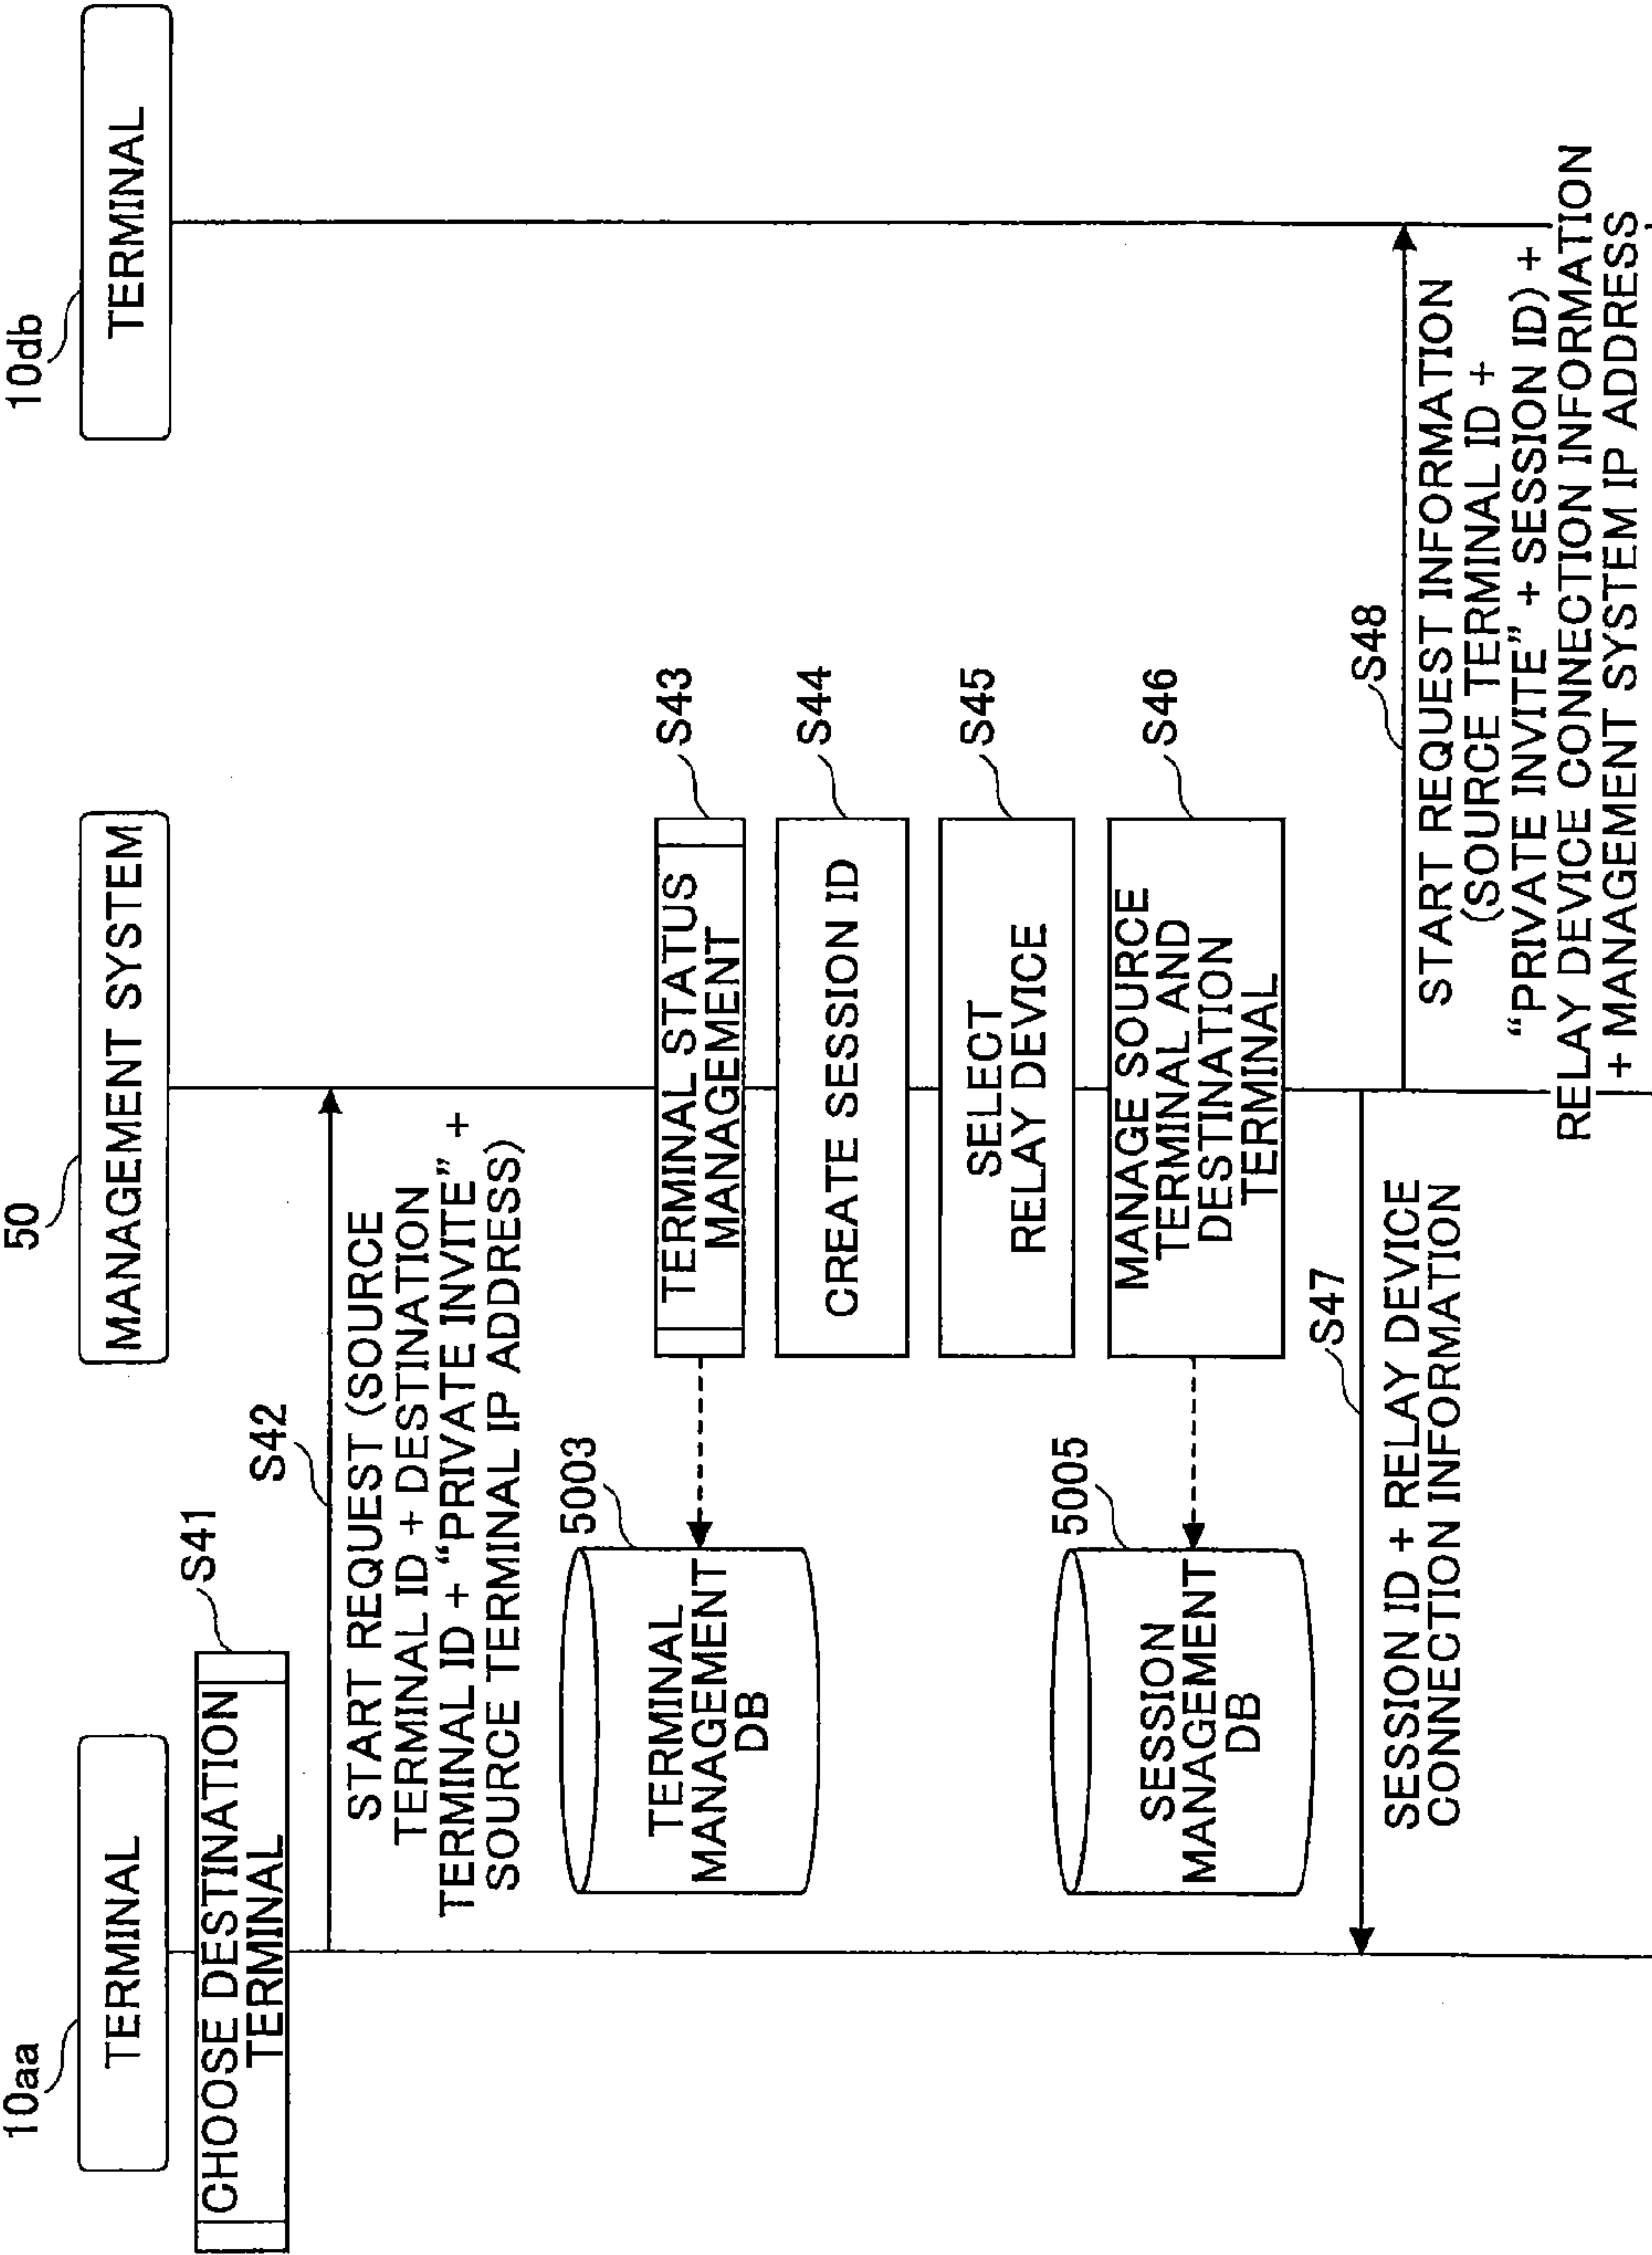 10aa
50
10db
TERMINAL
MANAGEMENT SYSTEM
TERMINAL
S41
CHOOSE DESTINATION
TERMINAL
S42
START REQUEST (SOURCE
TERMINAL ID + DESTINATION
TERMINAL ID + “PRIVATE INVITE” +
SOURCE TERMINAL IP ADDRESS)
5003
TERMINAL
MANAGEMENT
DB
S43
TERMINAL STATUS
MANAGEMENT
S44
CREATE SESSION ID
S45
SELECT
RELAY DEVICE
5005
SESSION
MANAGEMENT
DB
S46
MANAGE SOURCE
TERMINAL AND
DESTINATION
TERMINAL
S47
SESSION ID + RELAY DEVICE
CONNECTION INFORMATION
S48
START REQUEST INFORMATION
(SOURCE TERMINAL ID +
“PRIVATE INVITE” + SESSION ID) +
RELAY DEVICE CONNECTION INFORMATION
+ MANAGEMENT SYSTEM IP ADDRESS